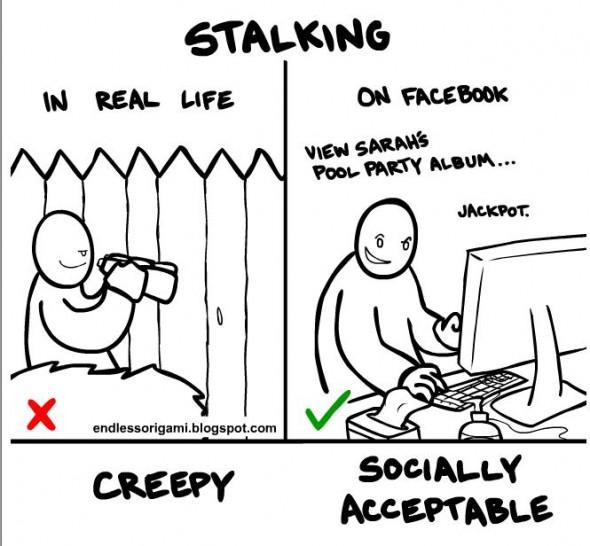 STALKING
IN REAL LIFE
ON FACEBOOK
VIEW SARAH'S
POOL PARTY ALBUM...
JACKPOT.
endlessorigami.blogspot.com
CREEPY
SOCIALLY
ACCEPTABLE